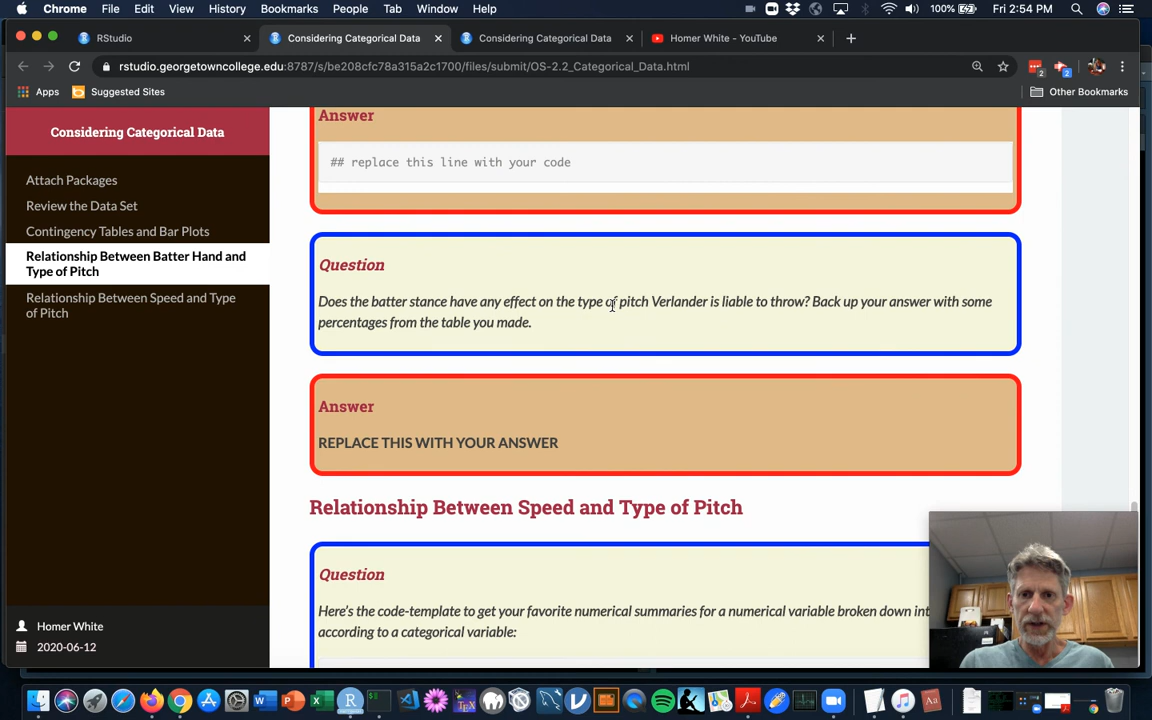 Chrome File Edit View History Bookmarks People Tab Window Help 100% Fri 2:54 PM
RStudio Considering Categorical Data Considering Categorical Data Homer White - YouTube
rstudio.georgetowncollege.edu:8787/s/be208cfc78a315a2c1700/files/submit/OS-2.2_Categorical_Data.html
2 2
Apps Suggested Sites Other Bookmarks
Considering Categorical Data
Attach Packages
Review the Data Set
Contingency Tables and Bar Plots
Relationship Between Batter Hand and
Type of Pitch
Relationship Between Speed and Type
of Pitch
Homer White
2020-06-12
Answer
## replace this line with your code
Question
Does the batter stance have any effect on the type of pitch Verlander is liable to throw? Back up your answer with some
percentages from the table you made.
Answer
REPLACE THIS WITH YOUR ANSWER
Relationship Between Speed and Type of Pitch
Question
Here's the code-template to get your favorite numerical summaries for a numerical variable broken down int
according to a categorical variable: